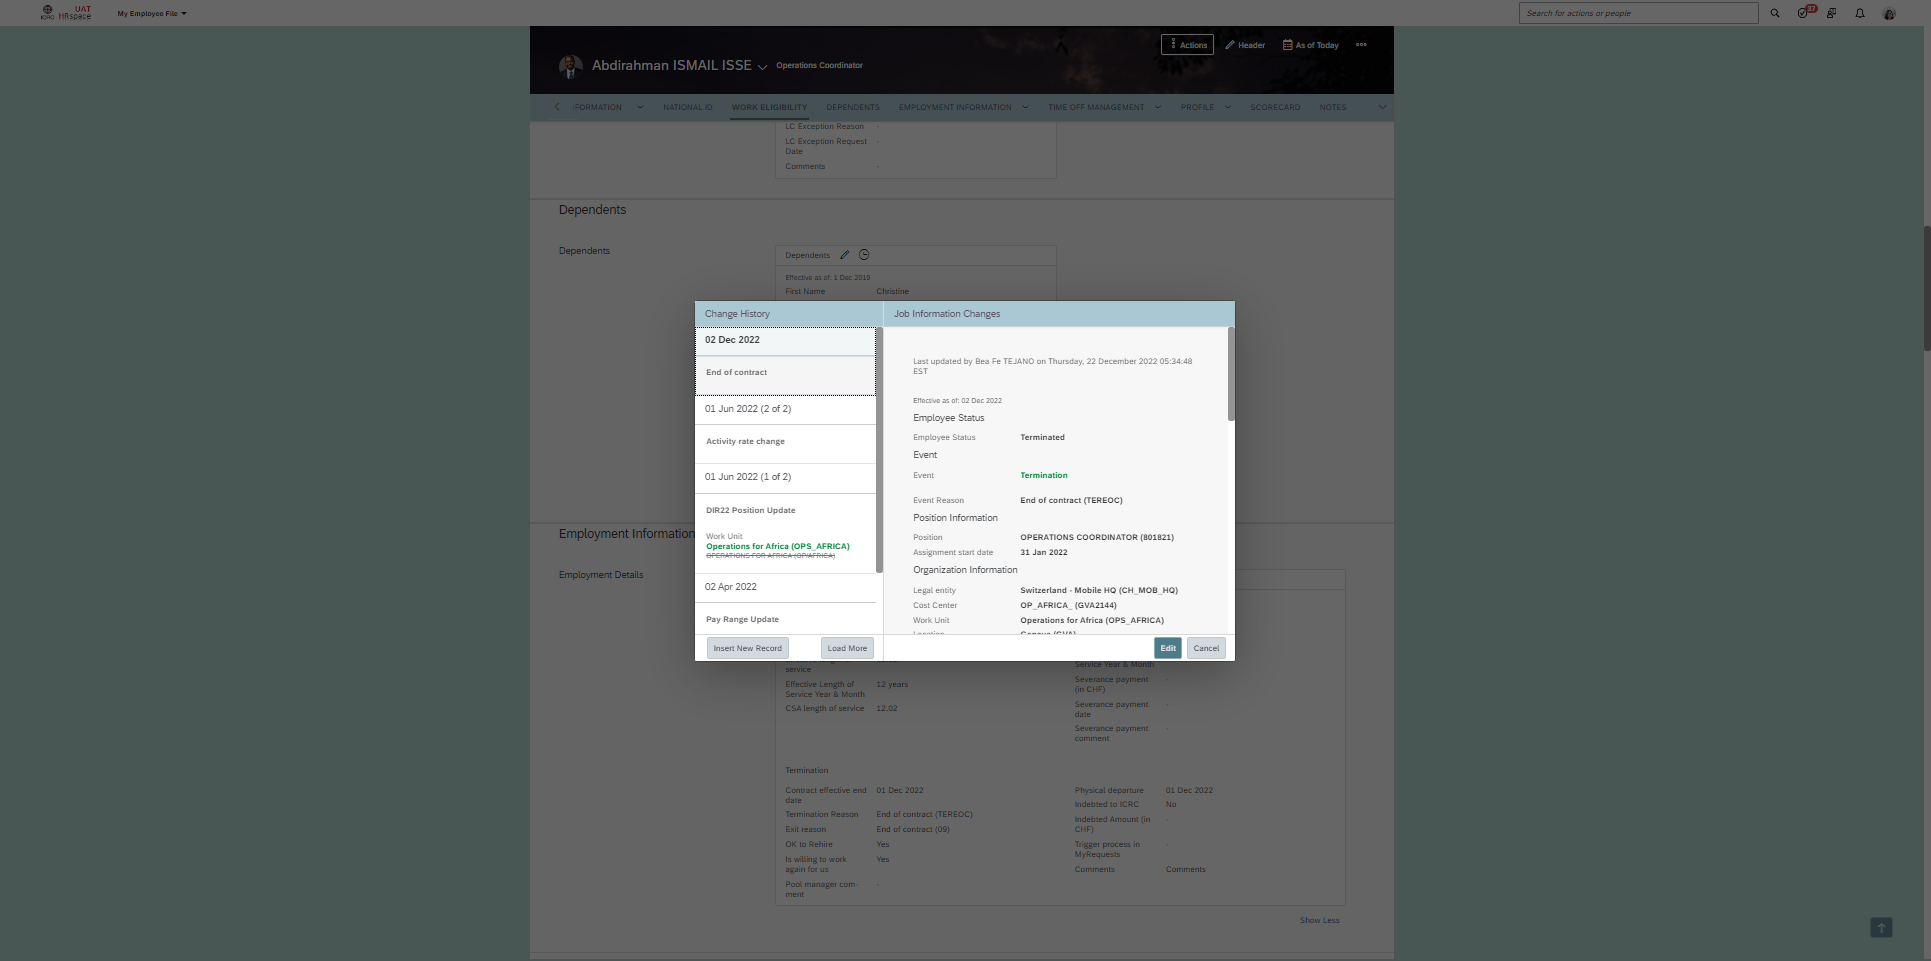 UAT
ICRC HRspace
My Employee File
Search for actions or people
37
Actions
Header
As of Today
Abdirahman ISMAIL ISSE
Operations Coordinator
FORMATION
NATIONAL ID
WORK ELIGIBILITY
DEPENDENTS
EMPLOYMENT INFORMATION
TIME OFF MANAGEMENT
PROFILE
SCORECARD
NOTES
LC Exception Reason -
LC Exception Request -
Date
Comments -
Dependents
Dependents
Dependents
Effective as of: 1 Dec 2019
First Name Christine
Change History
02 Dec 2022
End of contract
01 Jun 2022 (2 of 2)
Activity rate change
01 Jun 2022 (1 of 2)
DIR22 Position Update
Work Unit
Operations for Africa (OPS_AFRICA)
OPERATIONS FOR AFRICA (OP/AFRICA)
02 Apr 2022
Pay Range Update
Insert New Record
Load More
Job Information Changes
Last updated by Bea Fe TEJANO on Thursday, 22 December 2022 05:34:48
EST
Effective as of: 02 Dec 2022
Employee Status
Employee Status Terminated
Event
Event Termination
Event Reason End of contract (TEREOC)
Position Information
Position OPERATIONS COORDINATOR (801821)
Assignment start date 31 Jan 2022
Organization Information
Legal entity Switzerland - Mobile HQ (CH_MOB_HQ)
Cost Center OP_AFRICA_ (GVA2144)
Work Unit Operations for Africa (OPS_AFRICA)
Location Geneva (GVA)
Edit
Cancel
Employment Information
Employment Details
service
Effective Length of 12 years
Service Year & Month
CSA length of service 12.02
Service Year & Month
Severance payment -
(in CHF)
Severance payment -
date
Severance payment -
comment
Termination
Contract effective end 01 Dec 2022
date
Termination Reason End of contract (TEREOC)
Exit reason End of contract (09)
OK to Rehire Yes
Is willing to work Yes
again for us
Pool manager com- -
ment
Physical departure 01 Dec 2022
Indebted to ICRC No
Indebted Amount (in -
CHF)
Trigger process in -
MyRequests
Comments Comments
Show Less